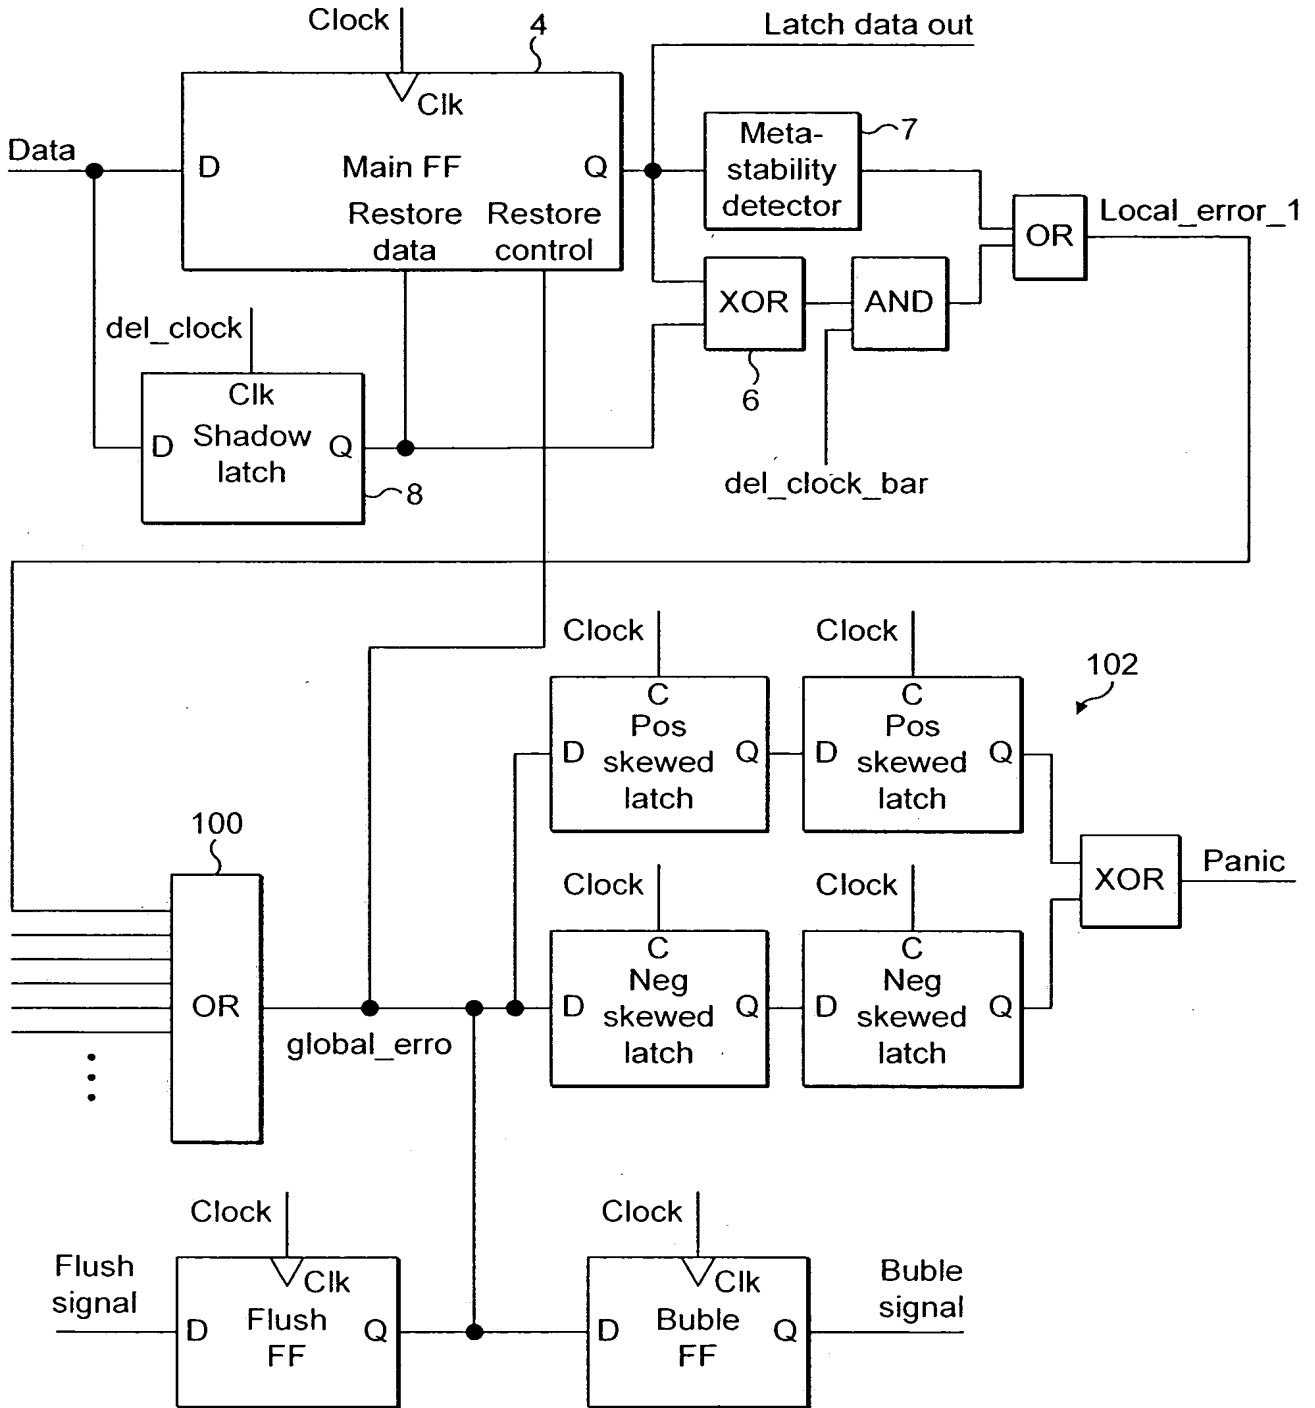 Clock
4
Latch data out
Clk
Data
D
Main FF
Q
Restore
data
Restore
control
Meta-
stability
detector
7
OR
Local_error_1
XOR
AND
6
del_clock
Clk
D
Shadow
latch
Q
8
del_clock_bar
Clock
Clock
102
C
D
Pos
skewed
latch
Q
C
D
Pos
skewed
latch
Q
100
XOR
Panic
Clock
Clock
C
D
Neg
skewed
latch
Q
C
D
Neg
skewed
latch
Q
OR
global_erro
Clock
Clock
Flush
signal
Clk
D
Flush
FF
Q
Clk
D
Buble
FF
Q
Buble
signal